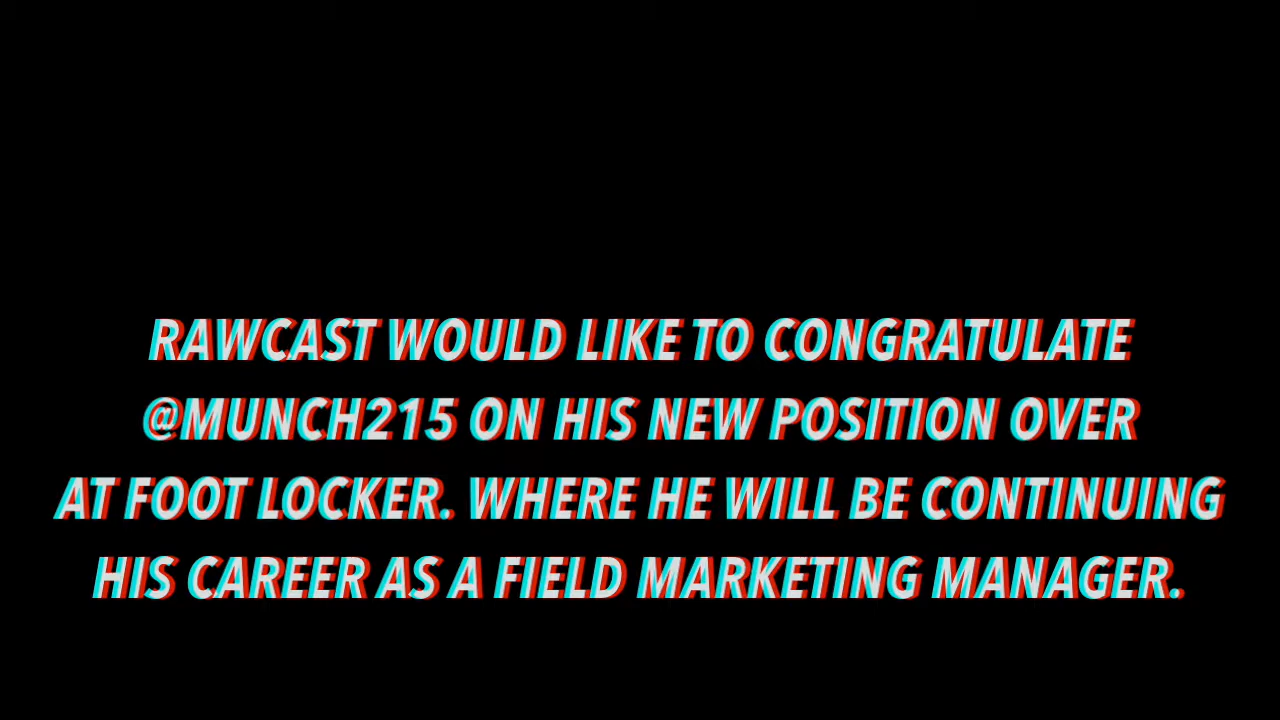 RAWCAST WOULD LIKE TO CONGRATULATE
@MUNCH215 ON HIS NEW POSITION OVER
AT FOOT LOCKER. WHERE HE WILL BE CONTINUING
HIS CAREER AS A FIELD MARKETING MANAGER.